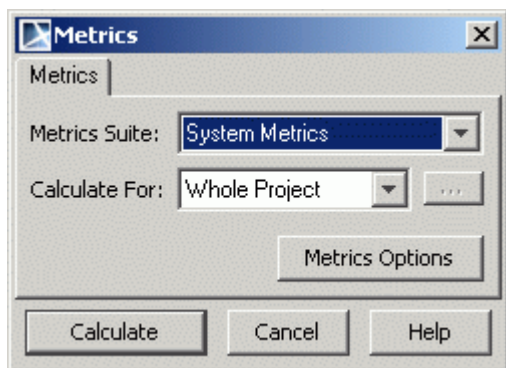 Metrics
Metrics
Metrics Suite: System Metrics
Calculate For: Whole Project ...
Metrics Options
Calculate Cancel Help